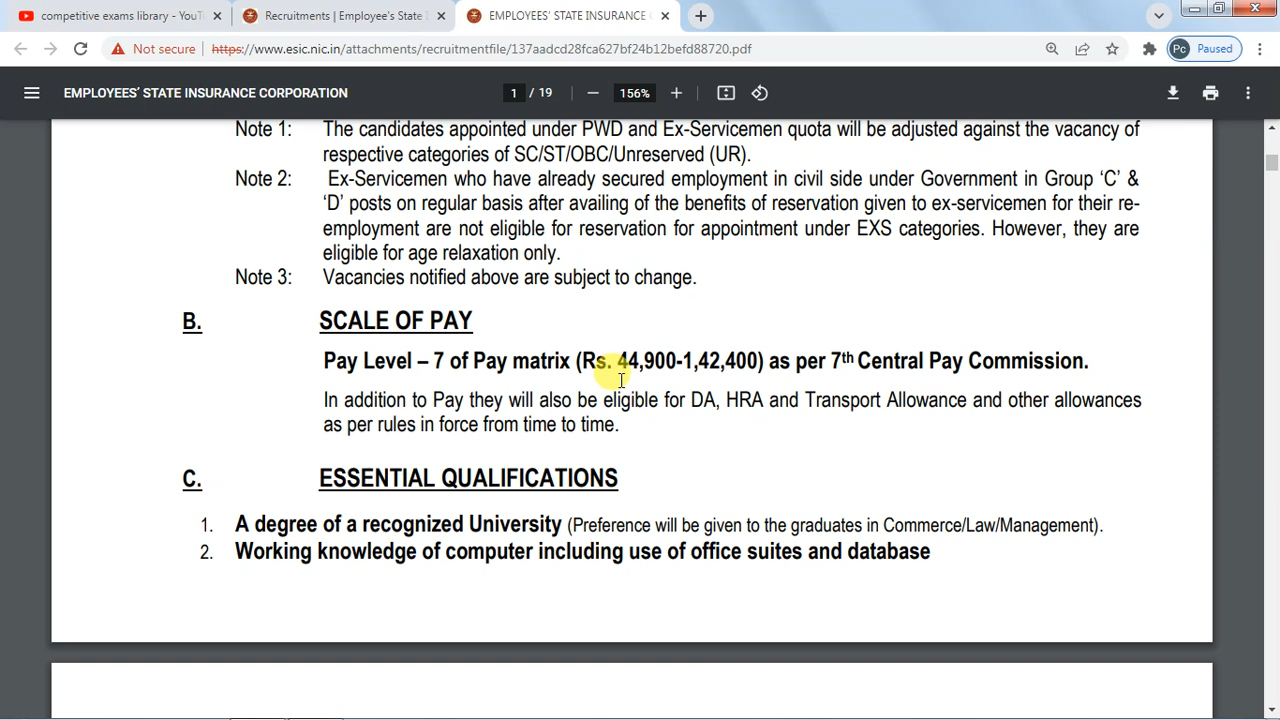 competitive exams library - YouT
Recruitments | Employee's State I
EMPLOYEES' STATE INSURANCE C
Not secure
https://www.esic.nic.in/attachments/recruitmentfile/137aadcd28fca627bf24b12befd88720.pdf
Pc Paused
EMPLOYEES' STATE INSURANCE CORPORATION
1 / 19
156%
Note 1: The candidates appointed under PWD and Ex-Servicemen quota will be adjusted against the vacancy of
respective categories of SC/ST/OBC/Unreserved (UR).
Note 2: Ex-Servicemen who have already secured employment in civil side under Government in Group ‘C’ &
‘D’ posts on regular basis after availing of the benefits of reservation given to ex-servicemen for their re-
employment are not eligible for reservation for appointment under EXS categories. However, they are
eligible for age relaxation only.
Note 3: Vacancies notified above are subject to change.
B. SCALE OF PAY
Pay Level – 7 of Pay matrix (Rs. 44,900-1,42,400) as per 7th Central Pay Commission.
In addition to Pay they will also be eligible for DA, HRA and Transport Allowance and other allowances
as per rules in force from time to time.
C. ESSENTIAL QUALIFICATIONS
1. A degree of a recognized University (Preference will be given to the graduates in Commerce/Law/Management).
2. Working knowledge of computer including use of office suites and database